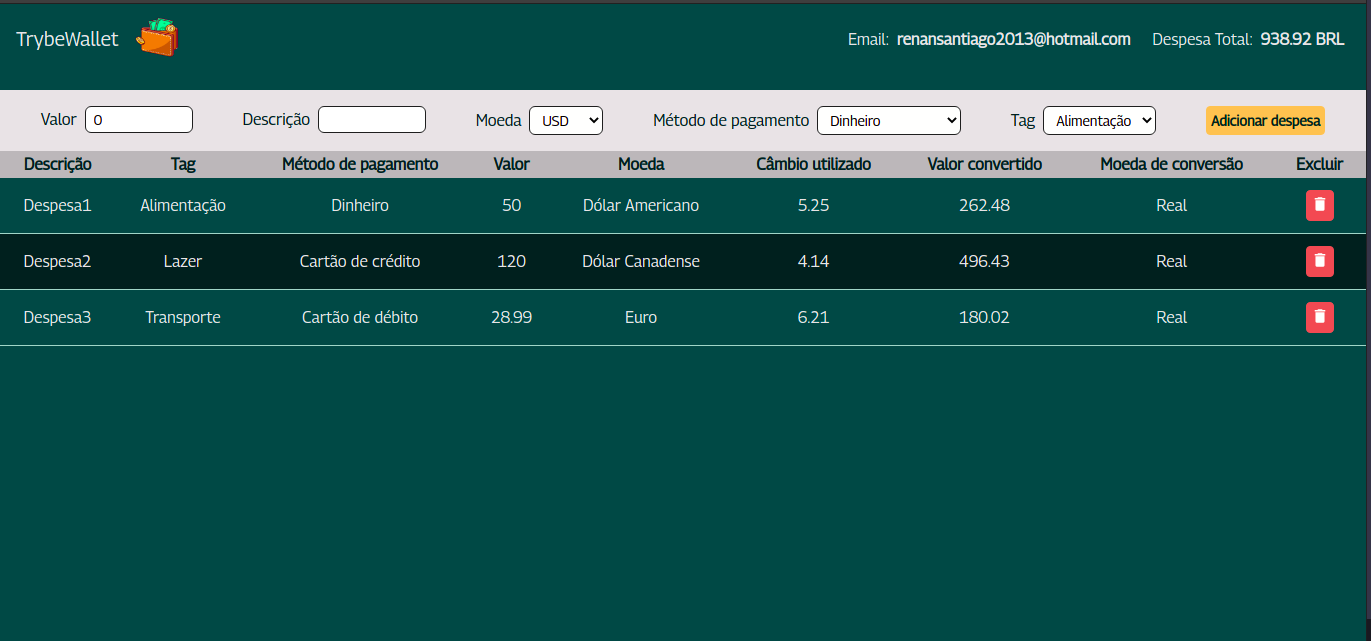 TrybeWallet Email: renansantiago2013@hotmail.com Despesa Total: 938.92 BRL
Valor 0 Descrição Moeda USD Método de pagamento Dinheiro Tag Alimentação Adicionar despesa
Descrição Tag Método de pagamento Valor Moeda Câmbio utilizado Valor convertido Moeda de conversão Excluir
Despesa1 Alimentação Dinheiro 50 Dólar Americano 5.25 262.48 Real
Despesa2 Lazer Cartão de crédito 120 Dólar Canadense 4.14 496.43 Real
Despesa3 Transporte Cartão de débito 28.99 Euro 6.21 180.02 Real